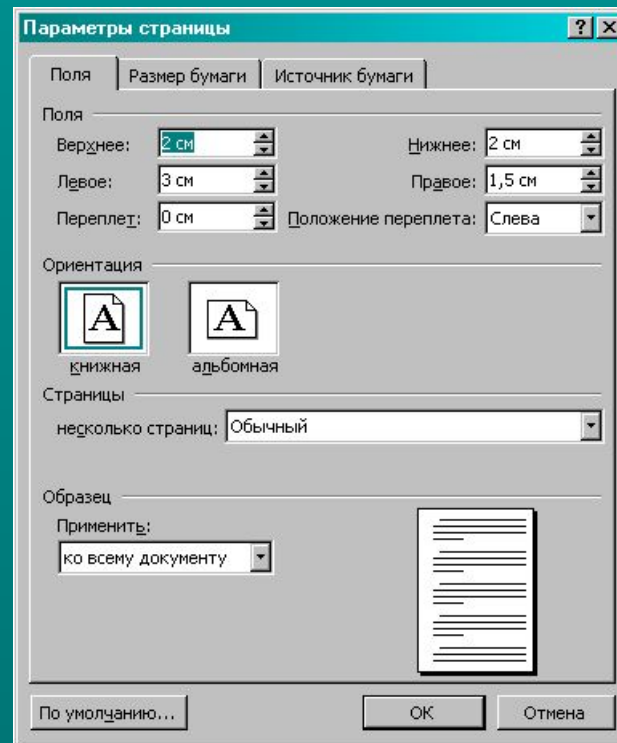 Параметры страницы ? X
Поля Размер бумаги Источник бумаги
Поля
Верхнее: 2 см Нижнее: 2 см
Левое: 3 см Правое: 1,5 см
Переплет: 0 см Положение переплета: Слева
Ориентация
A A
книжная альбомная
Страницы
несколько страниц: Обычный
Образец
Применить:
ко всему документу
По умолчанию... ОК Отмена